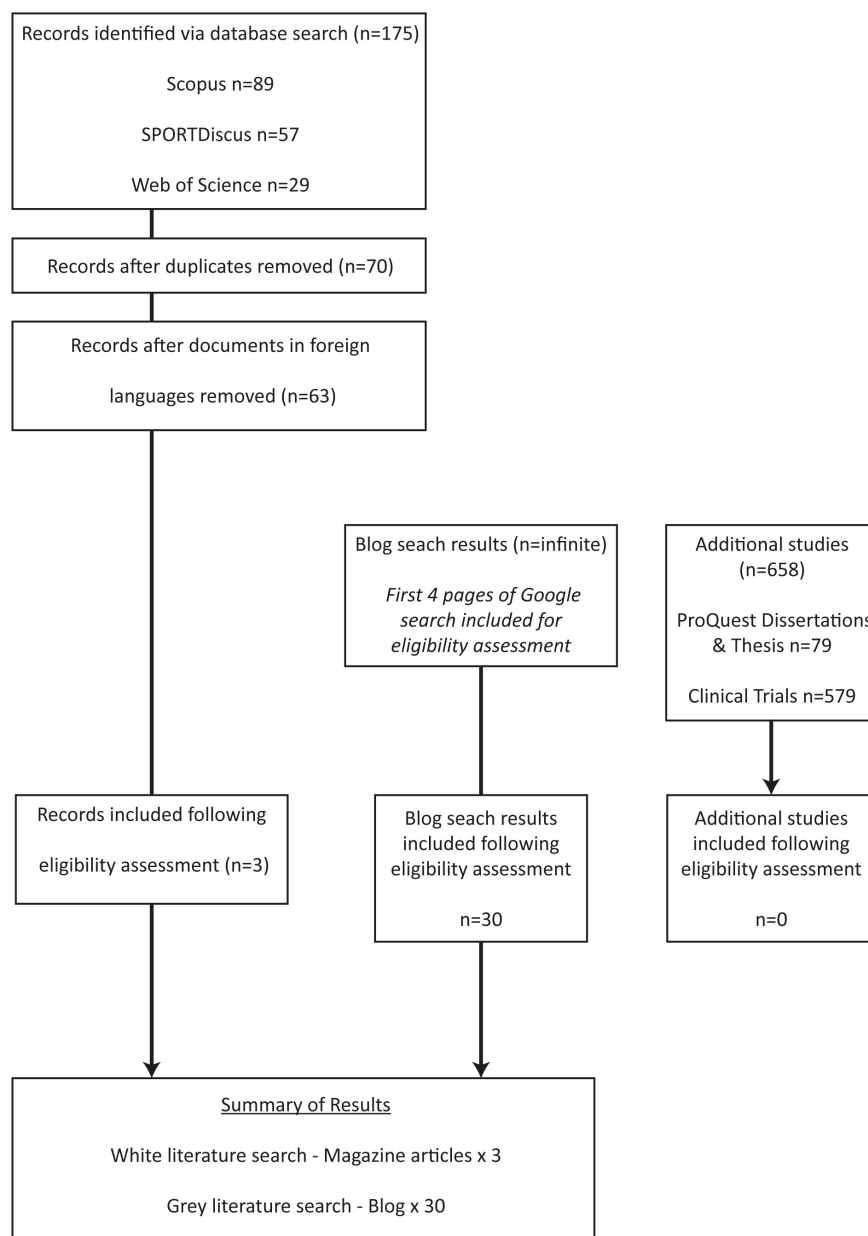 Records identified via database search (n=175)
Scopus n=89
SPORTDiscus n=57
Web of Science n=29
Records after duplicates removed (n=70)
Records after documents in foreign
languages removed (n=63)
Blog seach results (n=infinite)
First 4 pages of Google
search included for
eligibility assessment
Additional studies
(n=658)
ProQuest Dissertations
& Thesis n=79
Clinical Trials n=579
Records included following
eligibility assessment (n=3)
Blog seach results
included following
eligibility assessment
n=30
Additional studies
included following
eligibility assessment
n=0
Summary of Results
White literature search - Magazine articles x 3
Grey literature search - Blog x 30